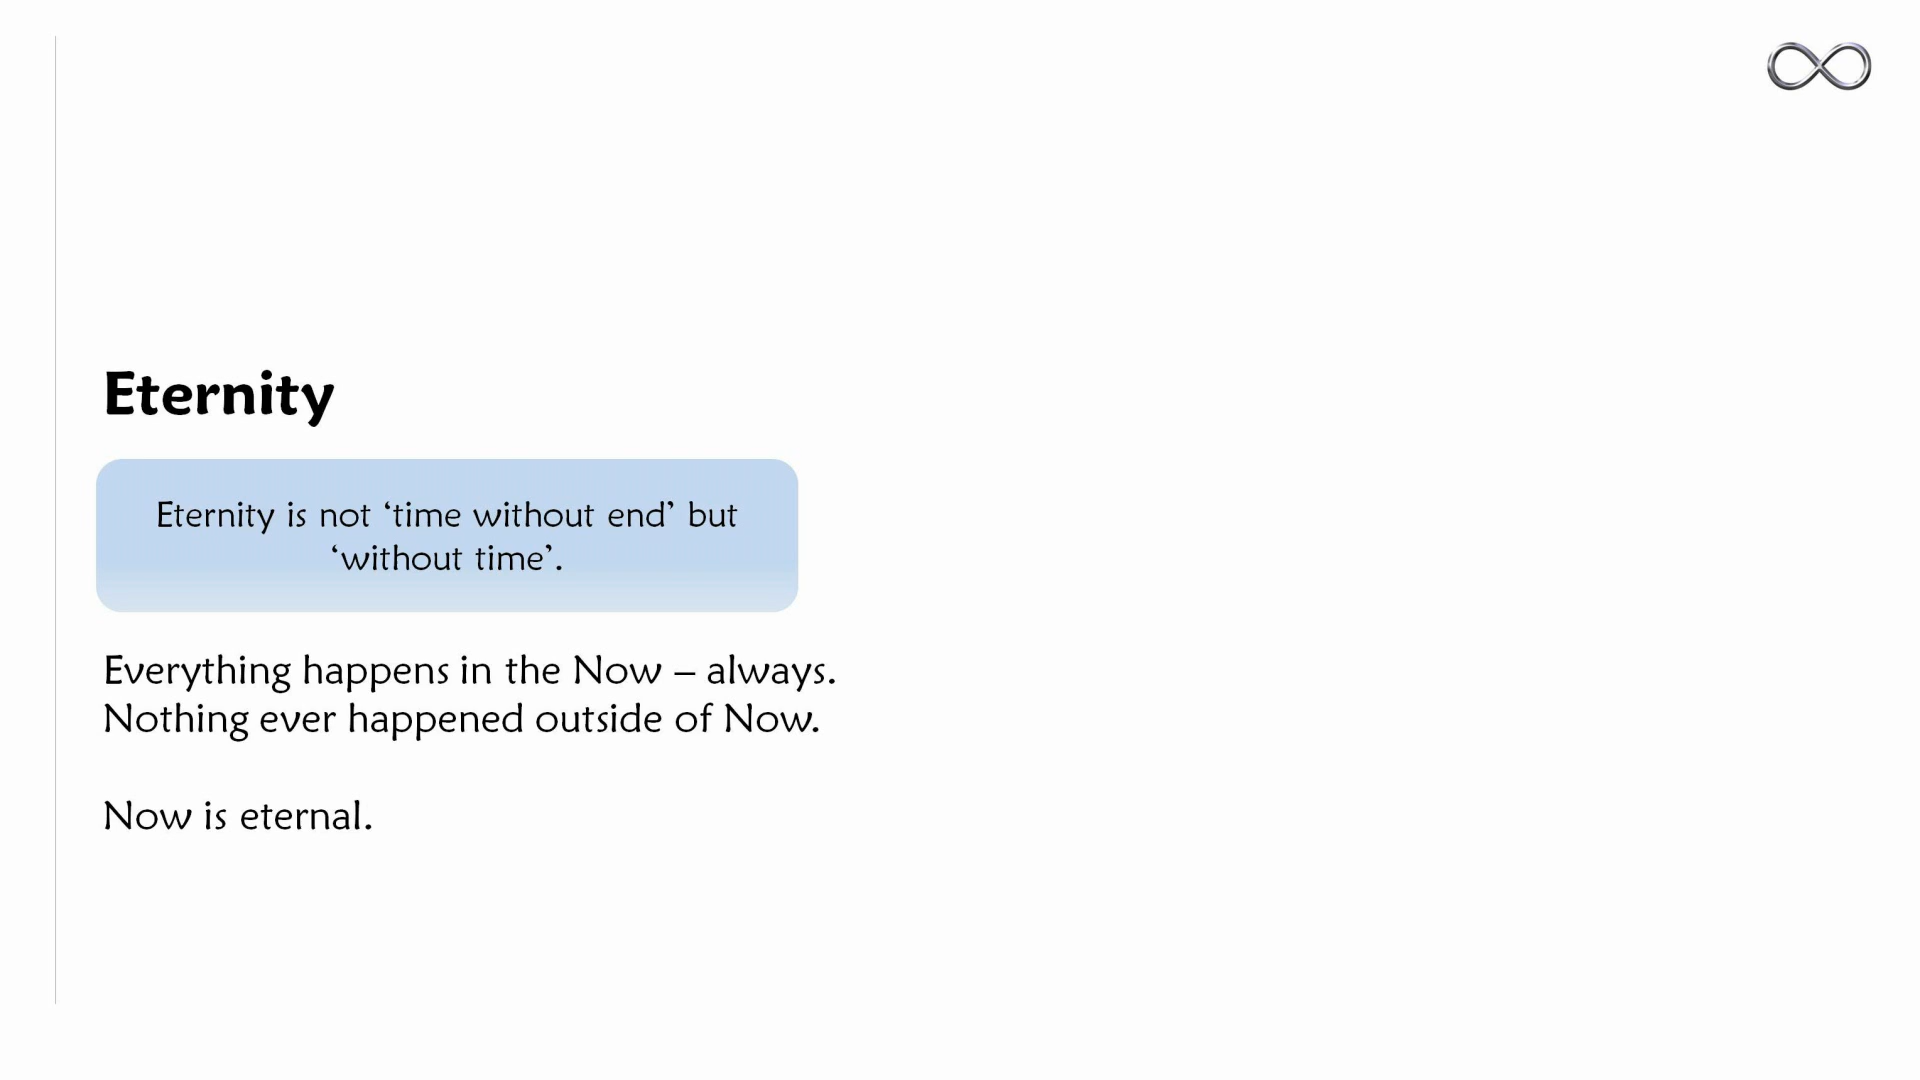 Eternity
Eternity is not ‘time without end’ but
‘without time’.
Everything happens in the Now – always.
Nothing ever happened outside of Now.
Now is eternal.